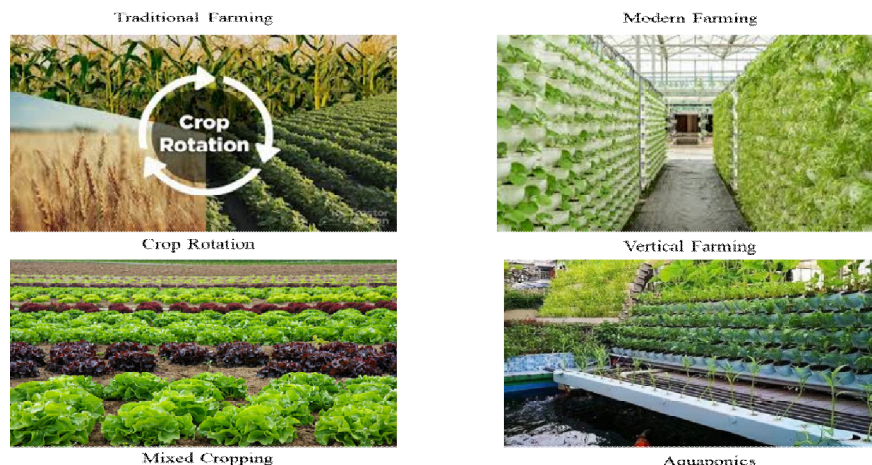 Traditional Farming
Modern Farming
Crop
Rotation
Crop Rotation
Vertical Farming
Mixed Cropping
Aquaponics